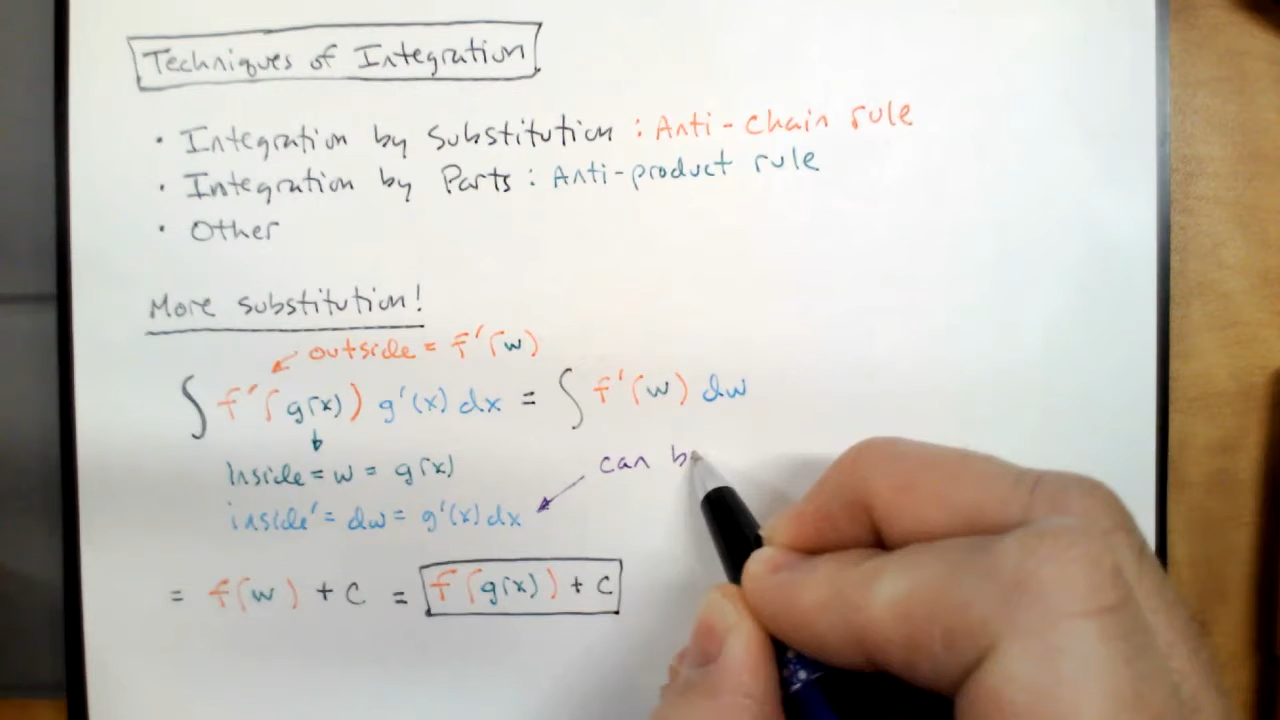 Techniques of Integration
• Integration by Substitution : Anti-chain rule
• Integration by Parts : Anti-product rule
• Other
More substitution!
outside = f'(w)
∫ f'(g(x)) g'(x) dx = ∫ f'(w) dw
inside = w = g(x)
can b
inside' = dw = g'(x) dx
= f(w) + C = f(g(x)) + C